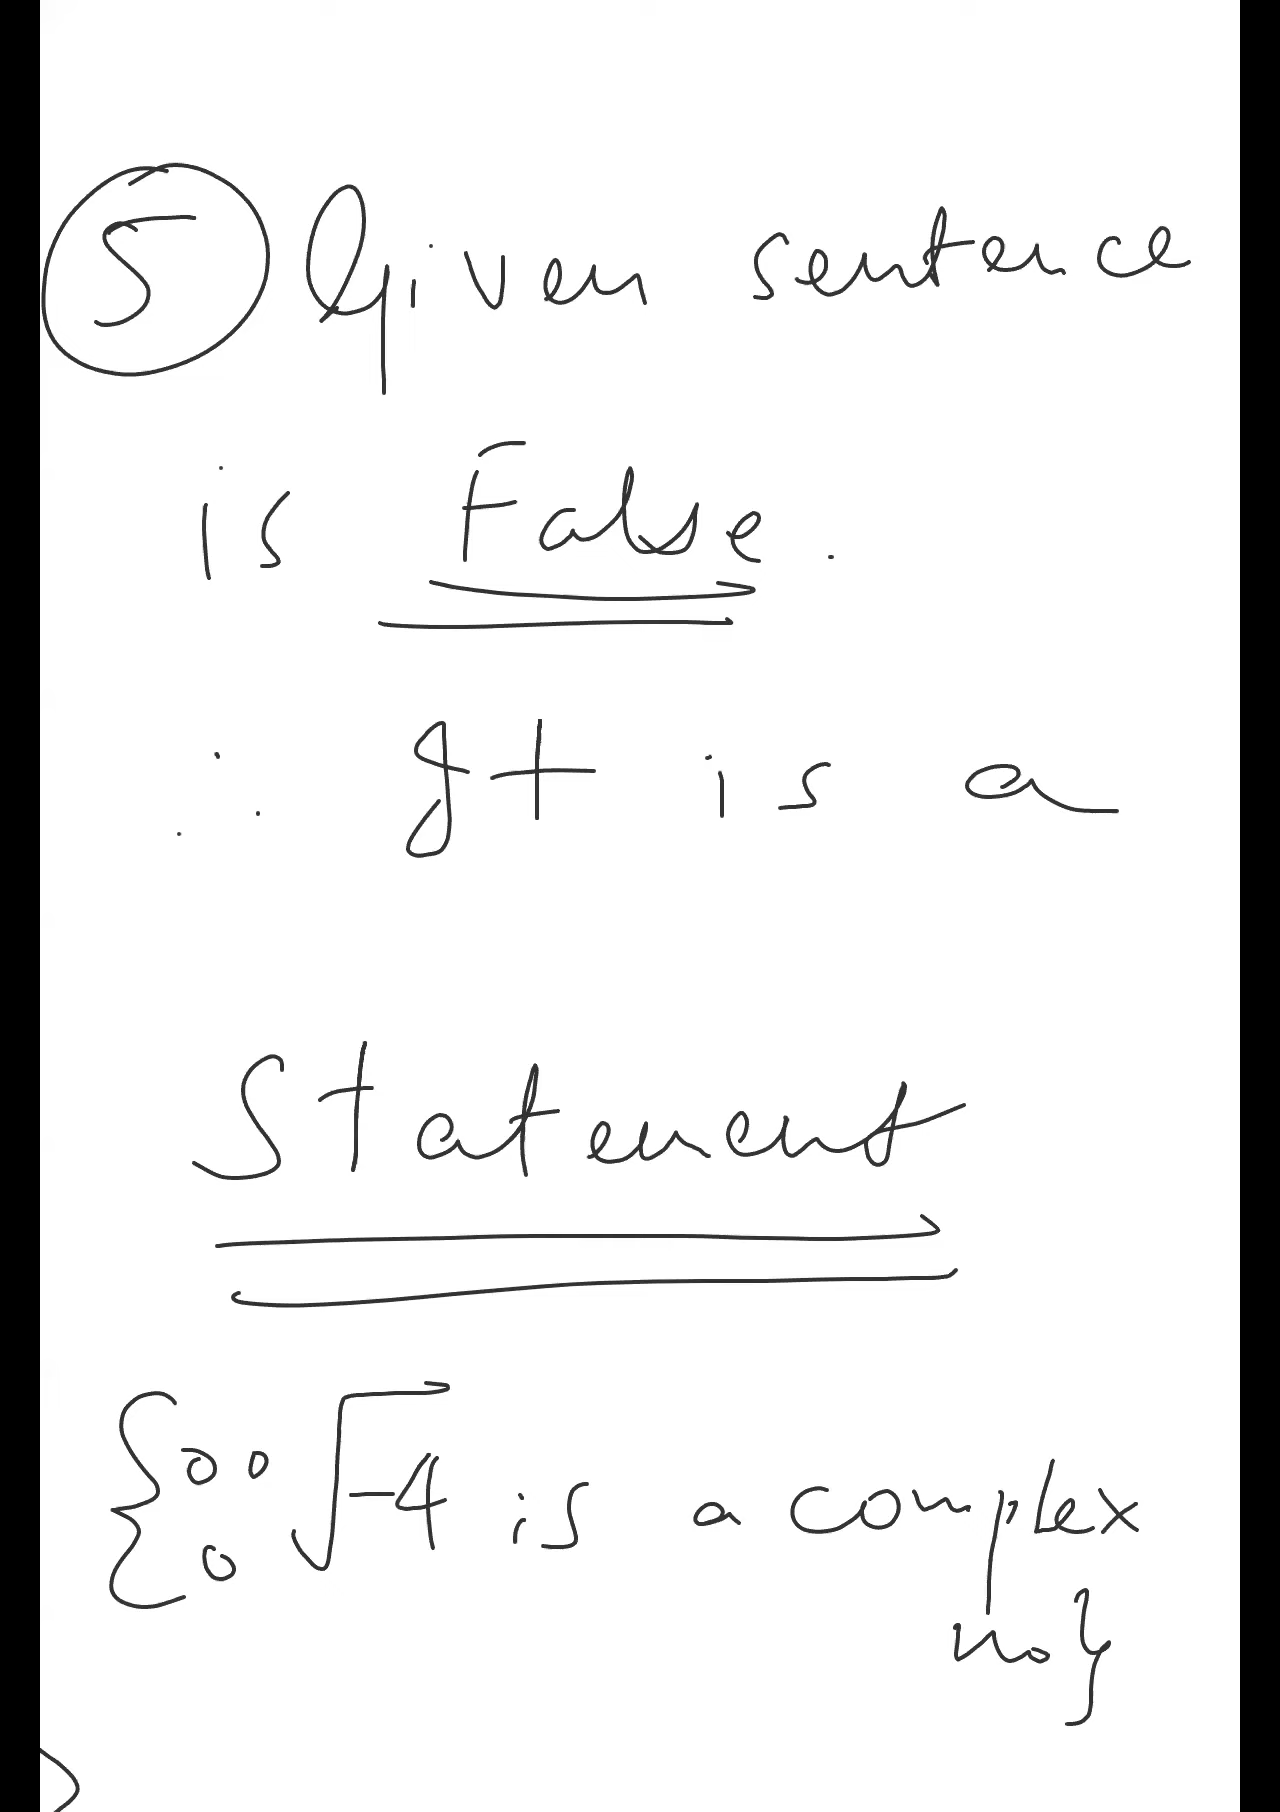 5 Given sentence
is False.
∴ It is a
Statement
{∵ √-4 is a complex
no}